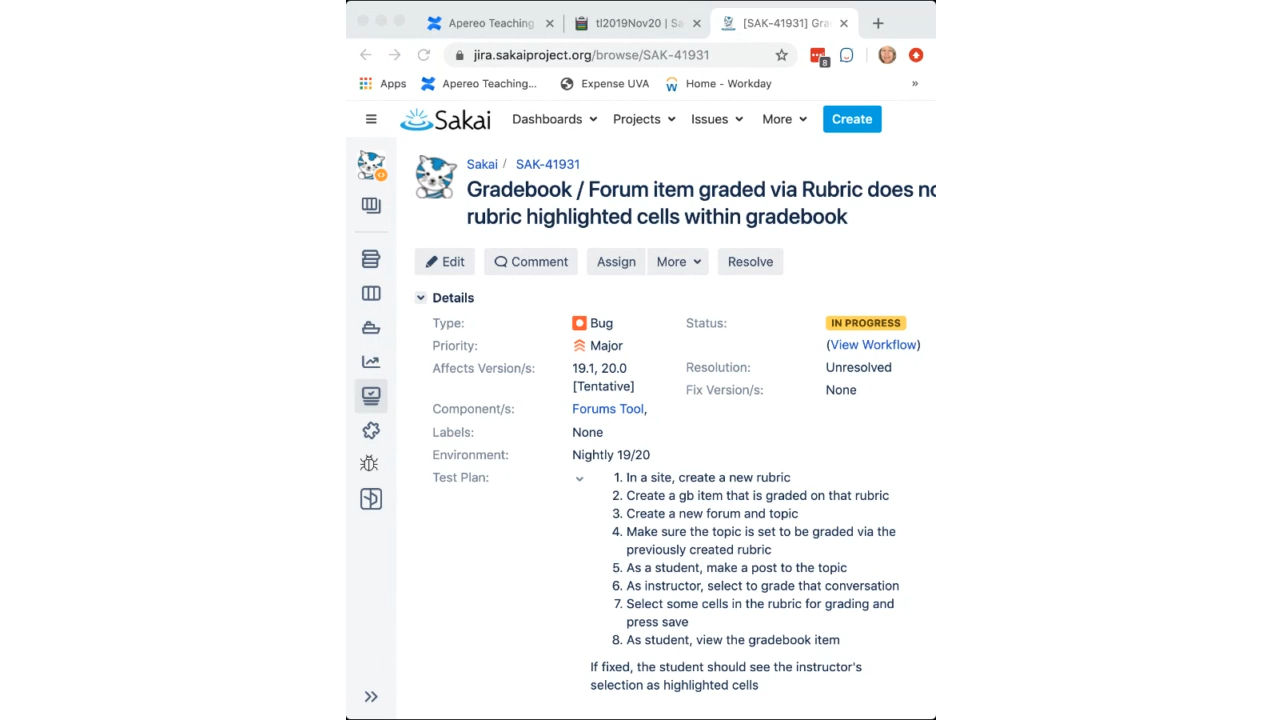 Apereo Teaching
tl2019Nov20 | Sa
[SAK-41931] Gra
jira.sakaiproject.org/browse/SAK-41931
8
Apps
Apereo Teaching...
Expense UVA
Home - Workday
»
Sakai
Dashboards
Projects
Issues
More
Create
Sakai / SAK-41931
Gradebook / Forum item graded via Rubric does no
rubric highlighted cells within gradebook
Edit
Comment
Assign
More
Resolve
Details
Type: Bug
Status: IN PROGRESS
(View Workflow)
Priority: Major
Affects Version/s: 19.1, 20.0
[Tentative]
Resolution: Unresolved
Fix Version/s: None
Component/s: Forums Tool,
Labels: None
Environment: Nightly 19/20
Test Plan:
1. In a site, create a new rubric
2. Create a gb item that is graded on that rubric
3. Create a new forum and topic
4. Make sure the topic is set to be graded via the
previously created rubric
5. As a student, make a post to the topic
6. As instructor, select to grade that conversation
7. Select some cells in the rubric for grading and
press save
8. As student, view the gradebook item
If fixed, the student should see the instructor's
selection as highlighted cells